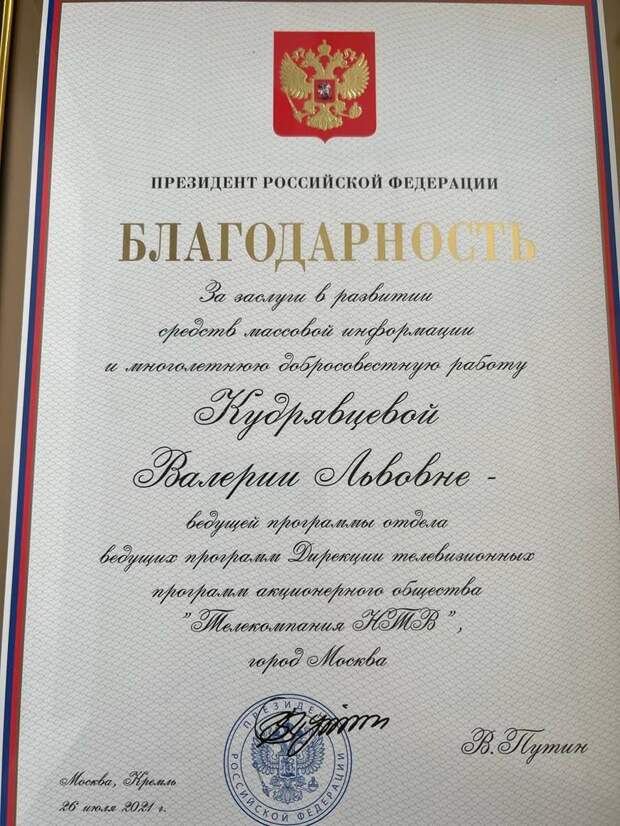 ПРЕЗИДЕНТ РОССИЙСКОЙ ФЕДЕРАЦИИ
БЛАГОДАРНОСТЬ
За заслуги в развитии
средств массовой информации
и многолетнюю добросовестную работу
Кудрявцевой
Валерии Львовне -
ведущей программы отдела
ведущих программ Дирекции телевизионных
программ акционерного общества
"Телекомпания НТВ",
город Москва
ПРЕЗИДЕНТ
РОССИЙСКОЙ ФЕДЕРАЦИИ
В.Путин
Москва, Кремль
26 июля 2021 г.